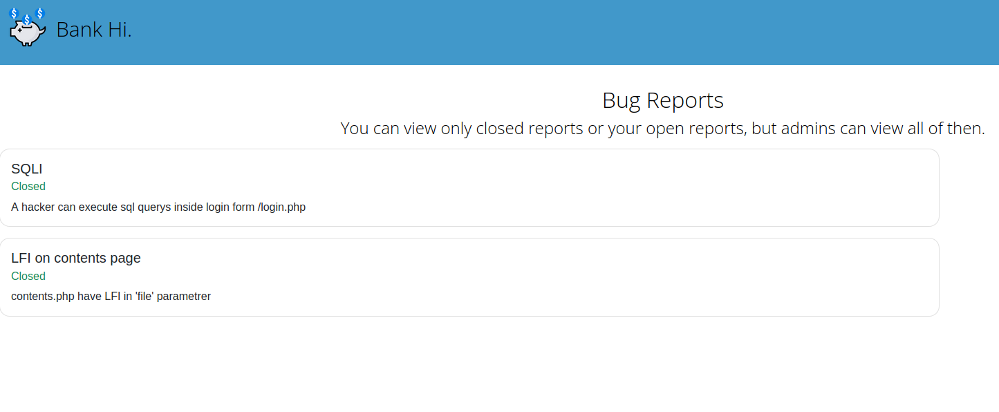 $ $ $
Bank Hi.
Bug Reports
You can view only closed reports or your open reports, but admins can view all of then.
SQLI
Closed
A hacker can execute sql querys inside login form /login.php
LFI on contents page
Closed
contents.php have LFI in 'file' parametrer